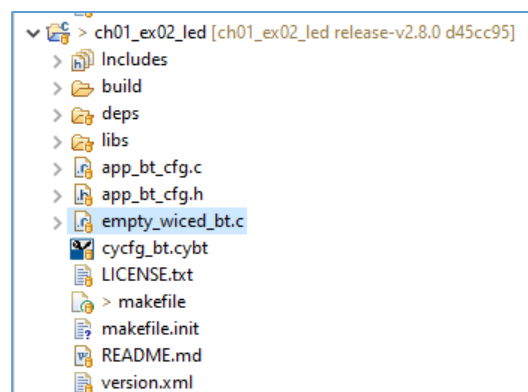 > ch01_ex02_led [ch01_ex02_led release-v2.8.0 d45cc95]
Includes
build
deps
libs
app_bt_cfg.c
app_bt_cfg.h
empty_wiced_bt.c
cycfg_bt.cybt
LICENSE.txt
> makefile
makefile.init
README.md
version.xml